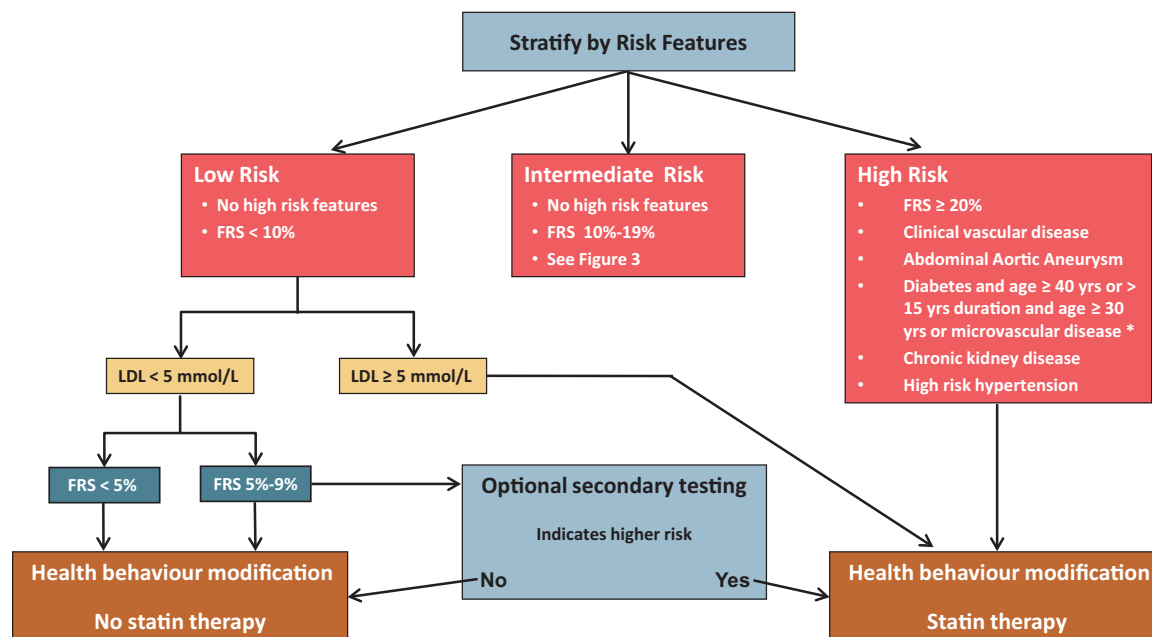 Stratify by Risk Features
Low Risk
• No high risk features
• FRS < 10%
Intermediate Risk
• No high risk features
• FRS 10%-19%
• See Figure 3
High Risk
• FRS ≥ 20%
• Clinical vascular disease
• Abdominal Aortic Aneurysm
• Diabetes and age ≥ 40 yrs or >
15 yrs duration and age ≥ 30
yrs or microvascular disease *
• Chronic kidney disease
• High risk hypertension
LDL < 5 mmol/L
LDL ≥ 5 mmol/L
FRS < 5%
FRS 5%-9%
Optional secondary testing
Indicates higher risk
No
Yes
Health behaviour modification
No statin therapy
Health behaviour modification
Statin therapy